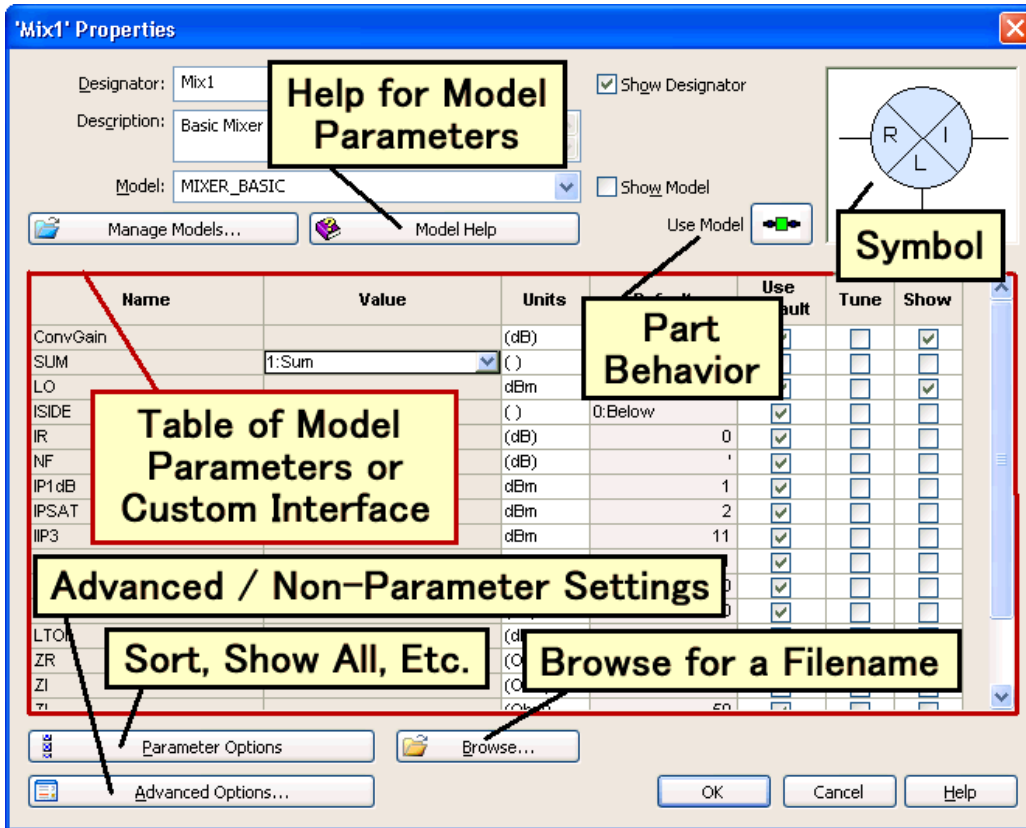 'Mix1' Properties
Designator: Mix1
Show Designator
Help for Model
Parameters
Description: Basic Mixer
R I
L
Model: MIXER_BASIC
Show Model
Manage Models...
Model Help
Use Model
Symbol
Name Value Units Use Tune Show
Part
Behavior
ConvGain (dB)
SUM 1:Sum ( )
LO dBm
ISIDE ( ) 0:Below
Table of Model
Parameters or
Custom Interface
IR (dB) 0
NF (dB) '
IP1dB dBm 1
IPSAT dBm 2
IIP3 dBm 11
Advanced / Non-Parameter Settings
Sort, Show All, Etc.
Browse for a Filename
ZR
ZI
Parameter Options
Browse...
Advanced Options...
OK
Cancel
Help